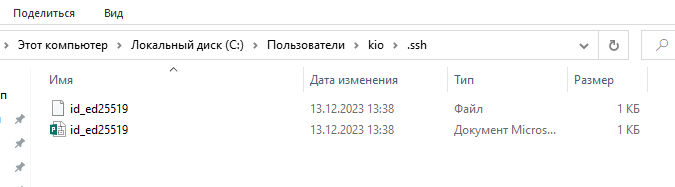 Поделиться Вид
Этот компьютер Локальный диск (C:) Пользователи kio .ssh
Имя Дата изменения Тип Размер
id_ed25519 13.12.2023 13:38 Файл 1 КБ
п id_ed25519 13.12.2023 13:38 Документ Micros... 1 КБ